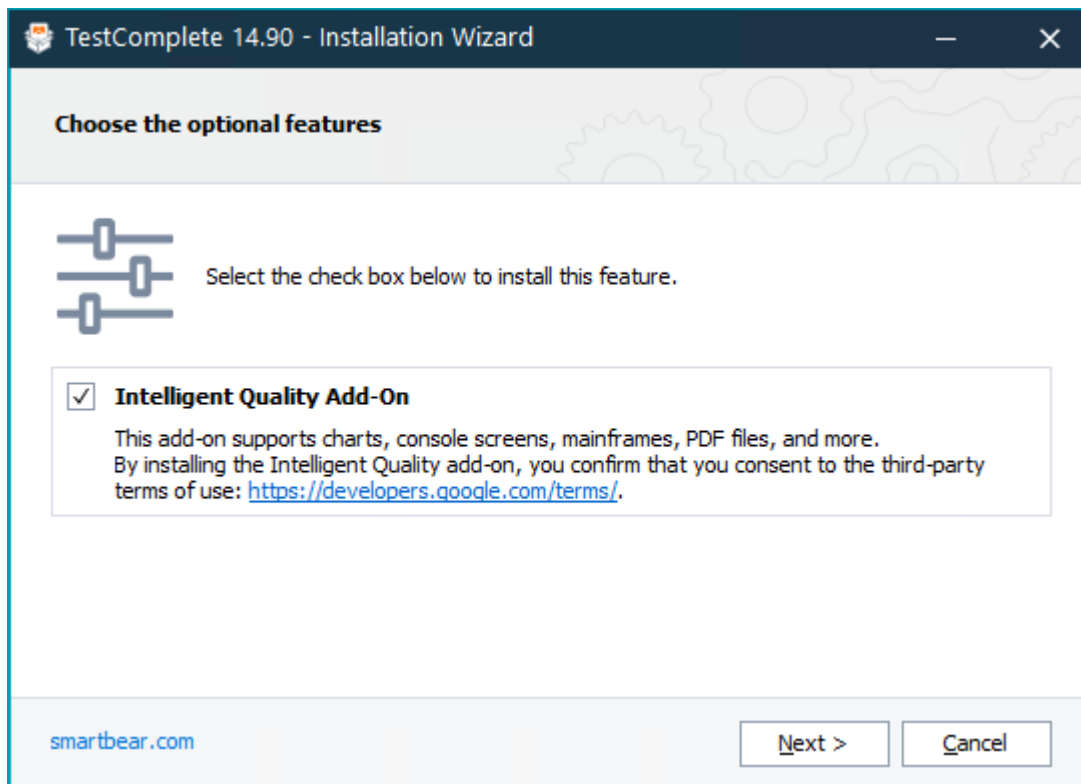 TestComplete 14.90 - Installation Wizard
Choose the optional features
Select the check box below to install this feature.
Intelligent Quality Add-On
This add-on supports charts, console screens, mainframes, PDF files, and more.
By installing the Intelligent Quality add-on, you confirm that you consent to the third-party
terms of use: https://developers.google.com/terms/.
smartbear.com
Next >
Cancel